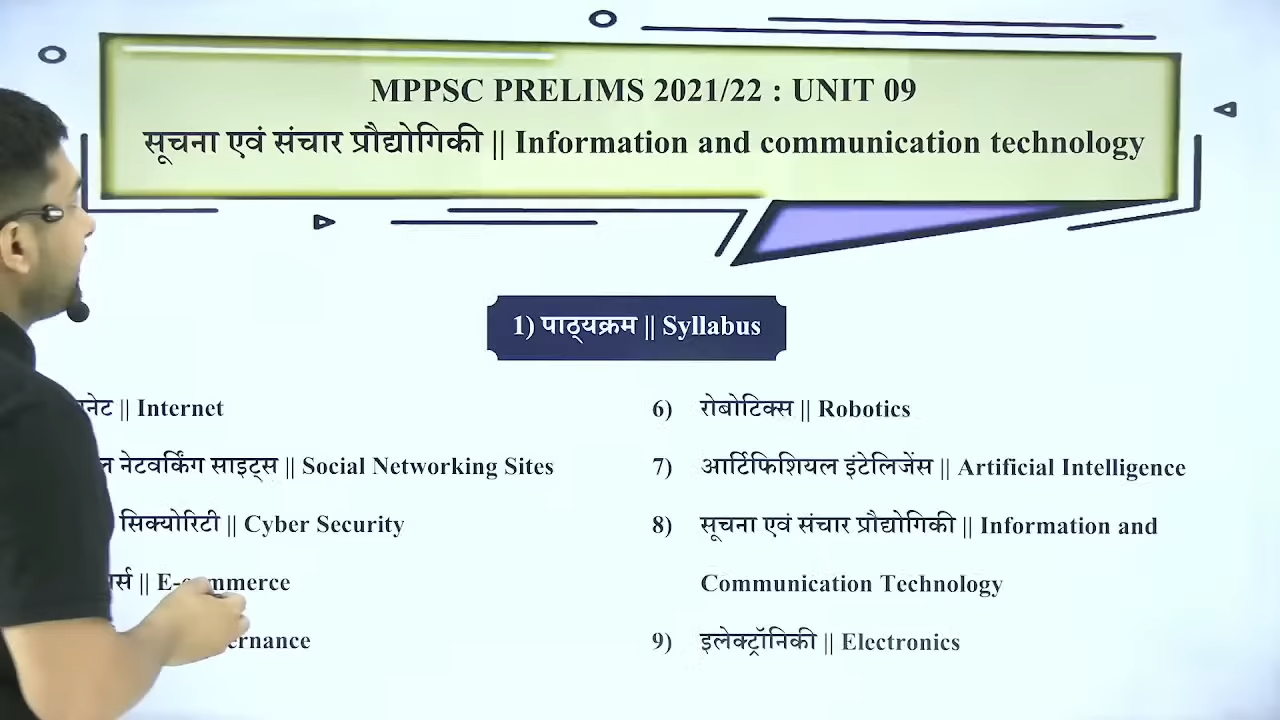 MPPSC PRELIMS 2021/22 : UNIT 09
सूचना एवं संचार प्रौद्योगिकी || Information and communication technology
1) पाठ्यक्रम || Syllabus
|| Internet
नेटवर्किंग साइट्स || Social Networking Sites
सिक्योरिटी || Cyber Security
|| E-commerce
6) रोबोटिक्स || Robotics
7) आर्टिफिशियल इंटेलिजेंस || Artificial Intelligence
8) सूचना एवं संचार प्रौद्योगिकी || Information and
Communication Technology
9) इलेक्ट्रॉनिकी || Electronics